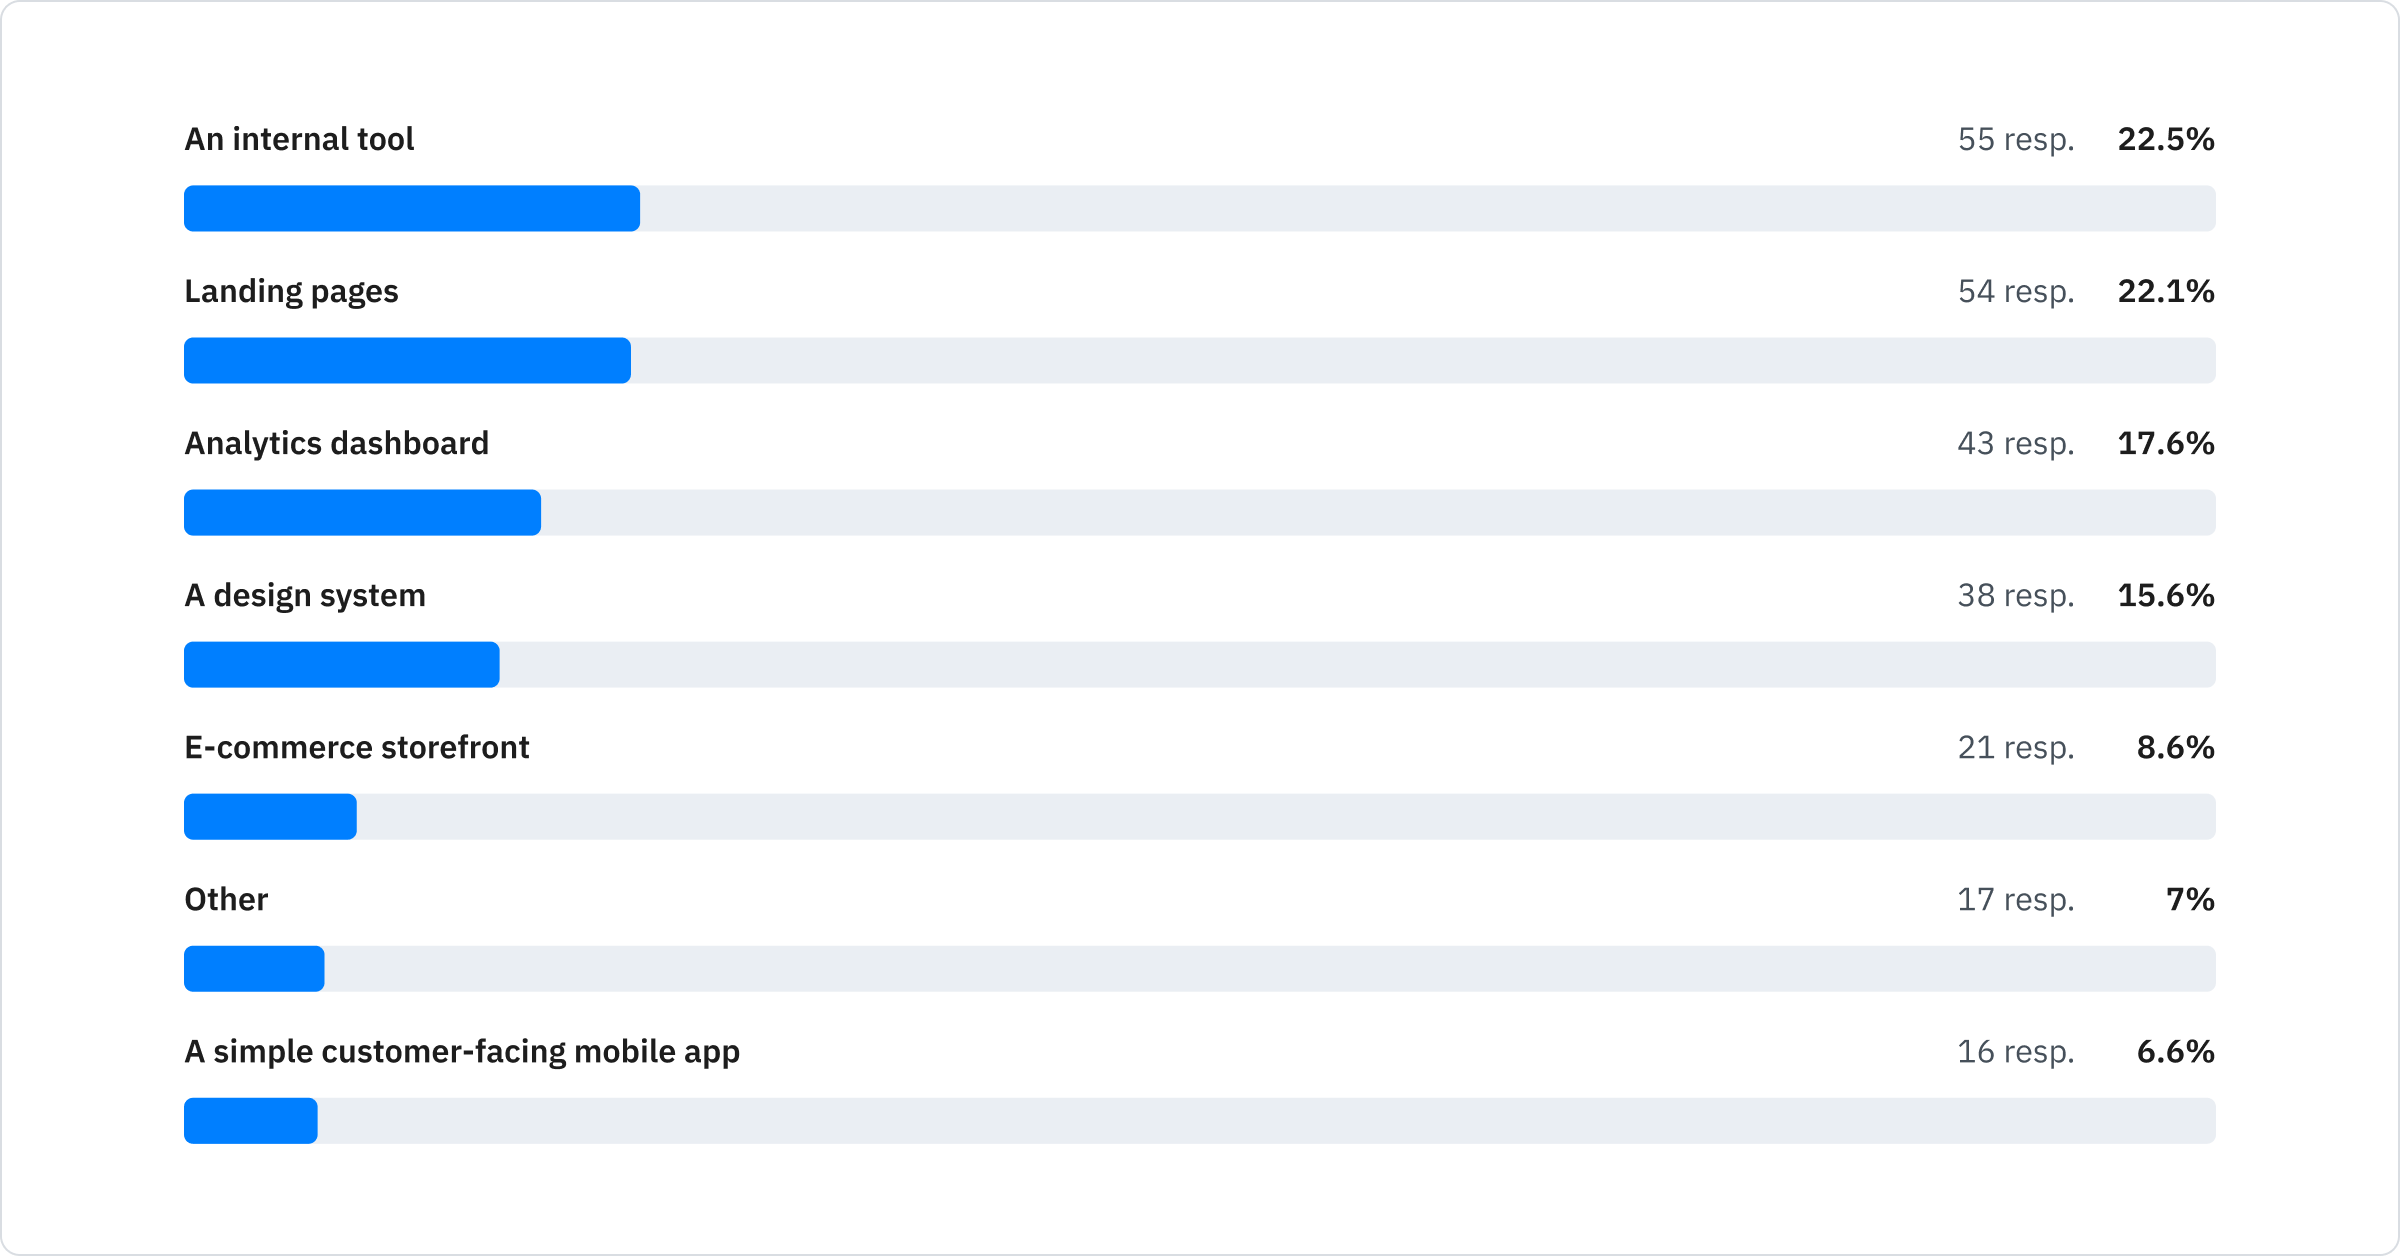 An internal tool 55 resp. 22.5%
Landing pages 54 resp. 22.1%
Analytics dashboard 43 resp. 17.6%
A design system 38 resp. 15.6%
E-commerce storefront 21 resp. 8.6%
Other 17 resp. 7%
A simple customer-facing mobile app 16 resp. 6.6%